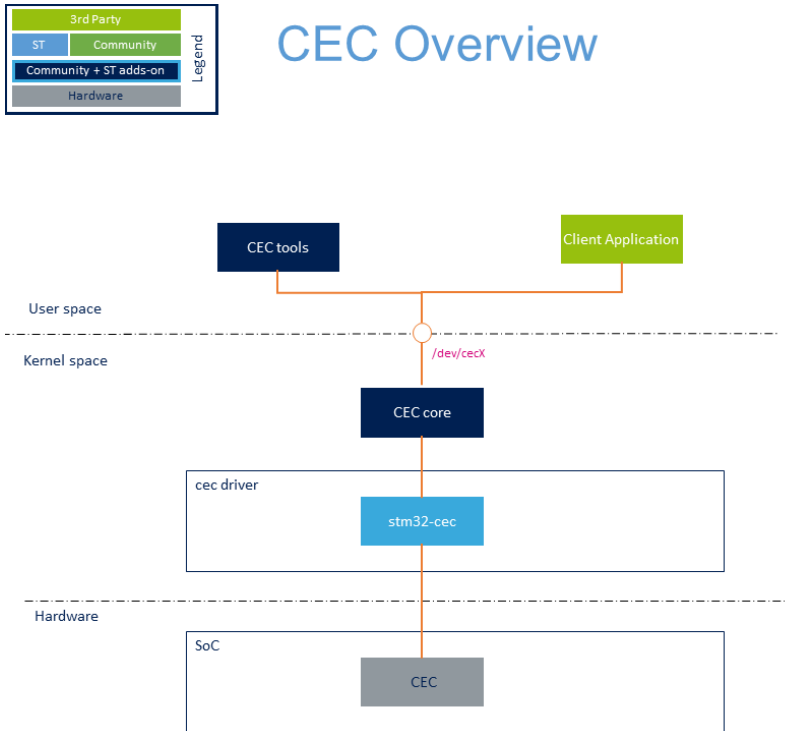 3rd Party
ST
Community
Community + ST adds-on
Hardware
Legend
CEC Overview
CEC tools
Client Application
User space
/dev/cecX
Kernel space
CEC core
cec driver
stm32-cec
Hardware
SoC
CEC